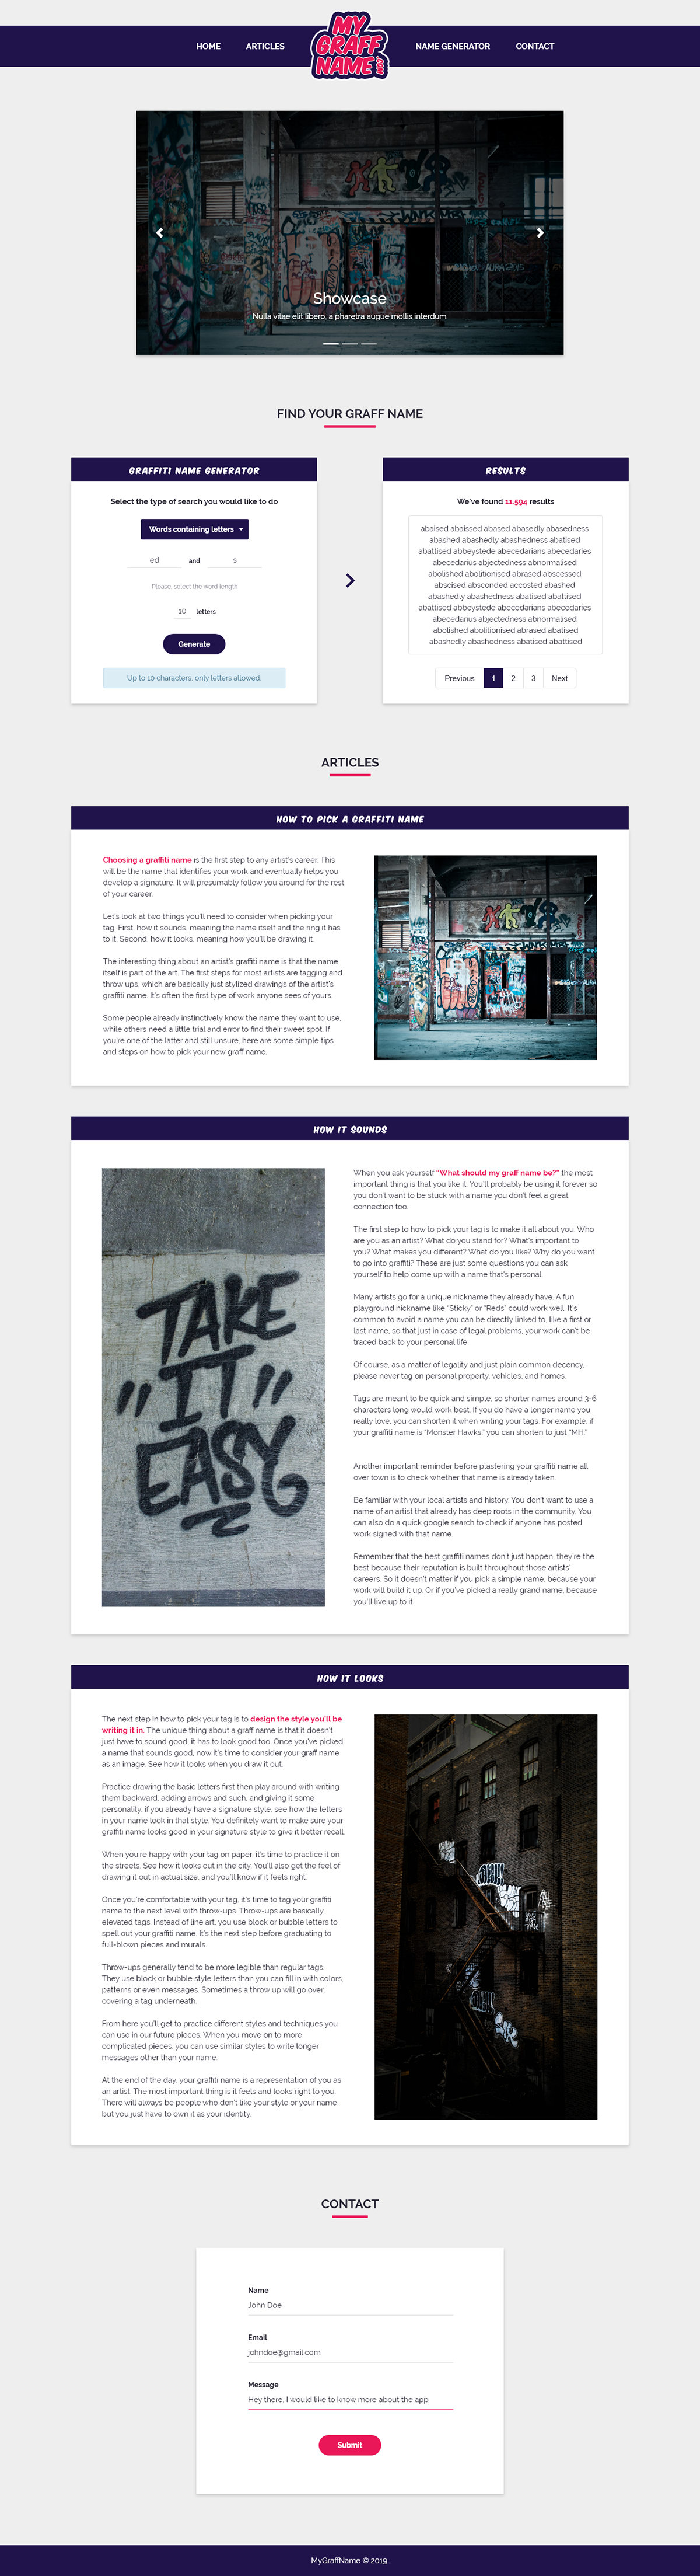 HOME
ARTICLES
MY
GRAFF
NAME
.COM
NAME GENERATOR
CONTACT
Showcase
Nulla vitae elit libero, a pharetra augue mollis interdum.
FIND YOUR GRAFF NAME
GRAFFITI NAME GENERATOR
Select the type of search you would like to do
Words containing letters
ed and s
Please, select the word length
10 letters
Generate
Up to 10 characters, only letters allowed.
RESULTS
We've found 11.594 results
abaised abaissed abased abasedly abasedness
abashed abashedly abashedness abatised
abattised abbeystede abecedarians abecedaries
abecedarius abjectedness abnormalised
abolished abolitionised abrased abscessed
abscised absconded accosted abashed
abashedly abashedness abatised abattised
abattised abbeystede abecedarians abecedaries
abecedarius abjectedness abnormalised
abolished abolitionised abrased abatised
abashedly abashedness abatised abattised
Previous 1 2 3 Next
ARTICLES
HOW TO PICK A GRAFFITI NAME
Choosing a graffiti name is the first step to any artist's career. This
will be the name that identifies your work and eventually helps you
develop a signature. It will presumably follow you around for the rest
of your career.
Let's look at two things you'll need to consider when picking your
tag. First, how it sounds, meaning the name itself and the ring it has
to it. Second, how it looks, meaning how you'll be drawing it.
The interesting thing about an artist's graffiti name is that the name
itself is part of the art. The first steps for most artists are tagging and
throw ups, which are basically just stylized drawings of the artist's
graffiti name. It's often the first type of work anyone sees of yours.
Some people already instinctively know the name they want to use,
while others need a little trial and error to find their sweet spot. If
you're one of the latter and still unsure, here are some simple tips
and steps on how to pick your new graff name.
HOW IT SOUNDS
TAKE
"IT"
EASY
When you ask yourself "What should my graff name be?" the most
important thing is that you like it. You'll probably be using it forever so
you don't want to be stuck with a name you don't feel a great
connection too.
The first step to how to pick your tag is to make it all about you. Who
are you as an artist? What do you stand for? What's important to
you? What makes you different? What do you like? Why do you want
to go into graffiti? These are just some questions you can ask
yourself to help come up with a name that's personal.
Many artists go for a unique nickname they already have. A fun
playground nickname like "Sticky" or "Reds" could work well. It's
common to avoid a name you can be directly linked to, like a first or
last name, so that just in case of legal problems, your work can't be
traced back to your personal life.
Of course, as a matter of legality and just plain common decency,
please never tag on personal property, vehicles, and homes.
Tags are meant to be quick and simple, so shorter names around 3-6
characters long would work best. If you do have a longer name you
really love, you can shorten it when writing your tags. For example, if
your graffiti name is "Monster Hawks," you can shorten to just "MH."
Another important reminder before plastering your graffiti name all
over town is to check whether that name is already taken.
Be familiar with your local artists and history. You don't want to use a
name of an artist that already has deep roots in the community. You
can also do a quick google search to check if anyone has posted
work signed with that name.
Remember that the best graffiti names don't just happen, they're the
best because their reputation is built throughout those artists'
careers. So it doesn't matter if you pick a simple name, because your
work will build it up. Or if you've picked a really grand name, because
you'll live up to it.
HOW IT LOOKS
The next step in how to pick your tag is to design the style you'll be
writing it in. The unique thing about a graff name is that it doesn't
just have to sound good, it has to look good too. Once you've picked
a name that sounds good, now it's time to consider your graff name
as an image. See how it looks when you draw it out.
Practice drawing the basic letters first then play around with writing
them backward, adding arrows and such, and giving it some
personality. if you already have a signature style, see how the letters
in your name look in that style. You definitely want to make sure your
graffiti name looks good in your signature style to give it better recall.
When you're happy with your tag on paper, it's time to practice it on
the streets. See how it looks out in the city. You'll also get the feel of
drawing it out in actual size, and you'll know if it feels right.
Once you're comfortable with your tag, it's time to tag your graffiti
name to the next level with throw-ups. Throw-ups are basically
elevated tags. Instead of line art, you use block or bubble letters to
spell out your graffiti name. It's the next step before graduating to
full-blown pieces and murals.
Throw-ups generally tend to be more legible than regular tags.
They use block or bubble style letters than you can fill in with colors,
patterns or even messages. Sometimes a throw up will go over,
covering a tag underneath.
From here you'll get to practice different styles and techniques you
can use in our future pieces. When you move on to more
complicated pieces, you can use similar styles to write longer
messages other than your name.
At the end of the day, your graffiti name is a representation of you as
an artist. The most important thing is it feels and looks right to you.
There will always be people who don't like your style or your name
but you just have to own it as your identity.
CONTACT
Name
John Doe
Email
johndoe@gmail.com
Message
Hey there, I would like to know more about the app
Submit
MyGraffName © 2019